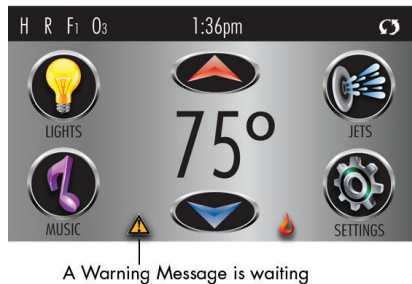 H R F1 O3 1:36pm
LIGHTS
75°
JETS
MUSIC
SETTINGS
A Warning Message is waiting